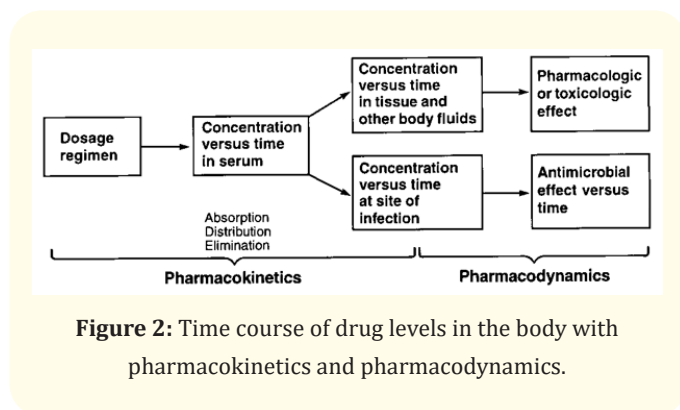 Dosage
regimen
Concentration
versus time
in serum
Concentration
versus time
in tissue and
other body fluids
Pharmacologic
or toxicologic
effect
Concentration
versus time
at site of
infection
Antimicrobial
effect versus
time
Absorption
Distribution
Elimination
Pharmacokinetics
Pharmacodynamics
Figure 2: Time course of drug levels in the body with
pharmacokinetics and pharmacodynamics.